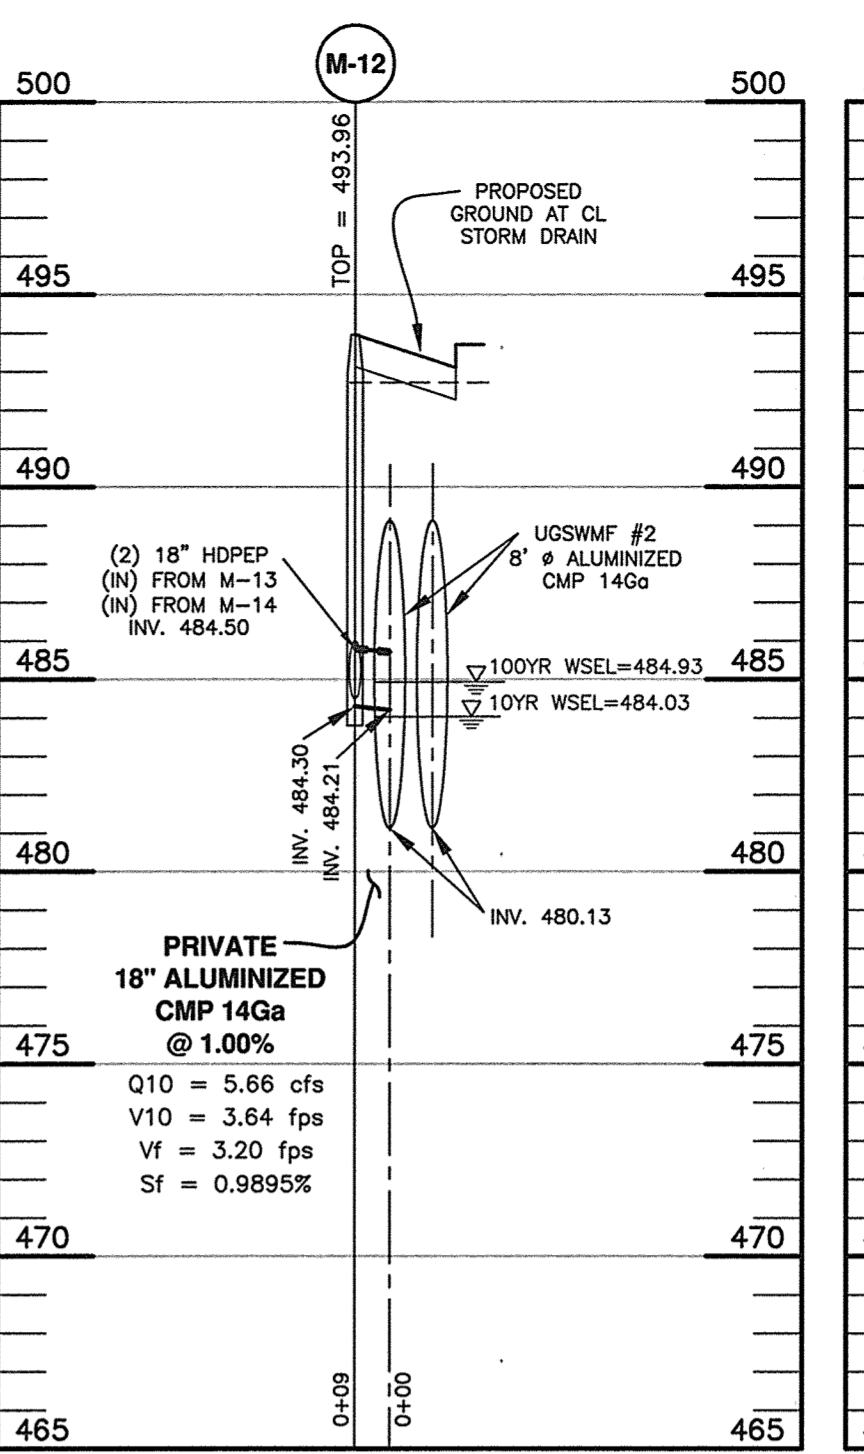 M-12
500
500
TOP = 493.96
PROPOSED
GROUND AT CL
STORM DRAIN
495
495
490
490
(2) 18" HDPEP
(IN) FROM M-13
(IN) FROM M-14
INV. 484.50
UGSWMF #2
8' ø ALUMINIZED
CMP 14Ga
485
485
100YR WSEL=484.93
10YR WSEL=484.03
INV. 484.30
INV. 484.21
480
480
INV. 480.13
PRIVATE
18" ALUMINIZED
CMP 14Ga
@ 1.00%
475
475
Q10 = 5.66 cfs
V10 = 3.64 fps
Vf = 3.20 fps
Sf = 0.9895%
470
470
0+09
0+00
465
465